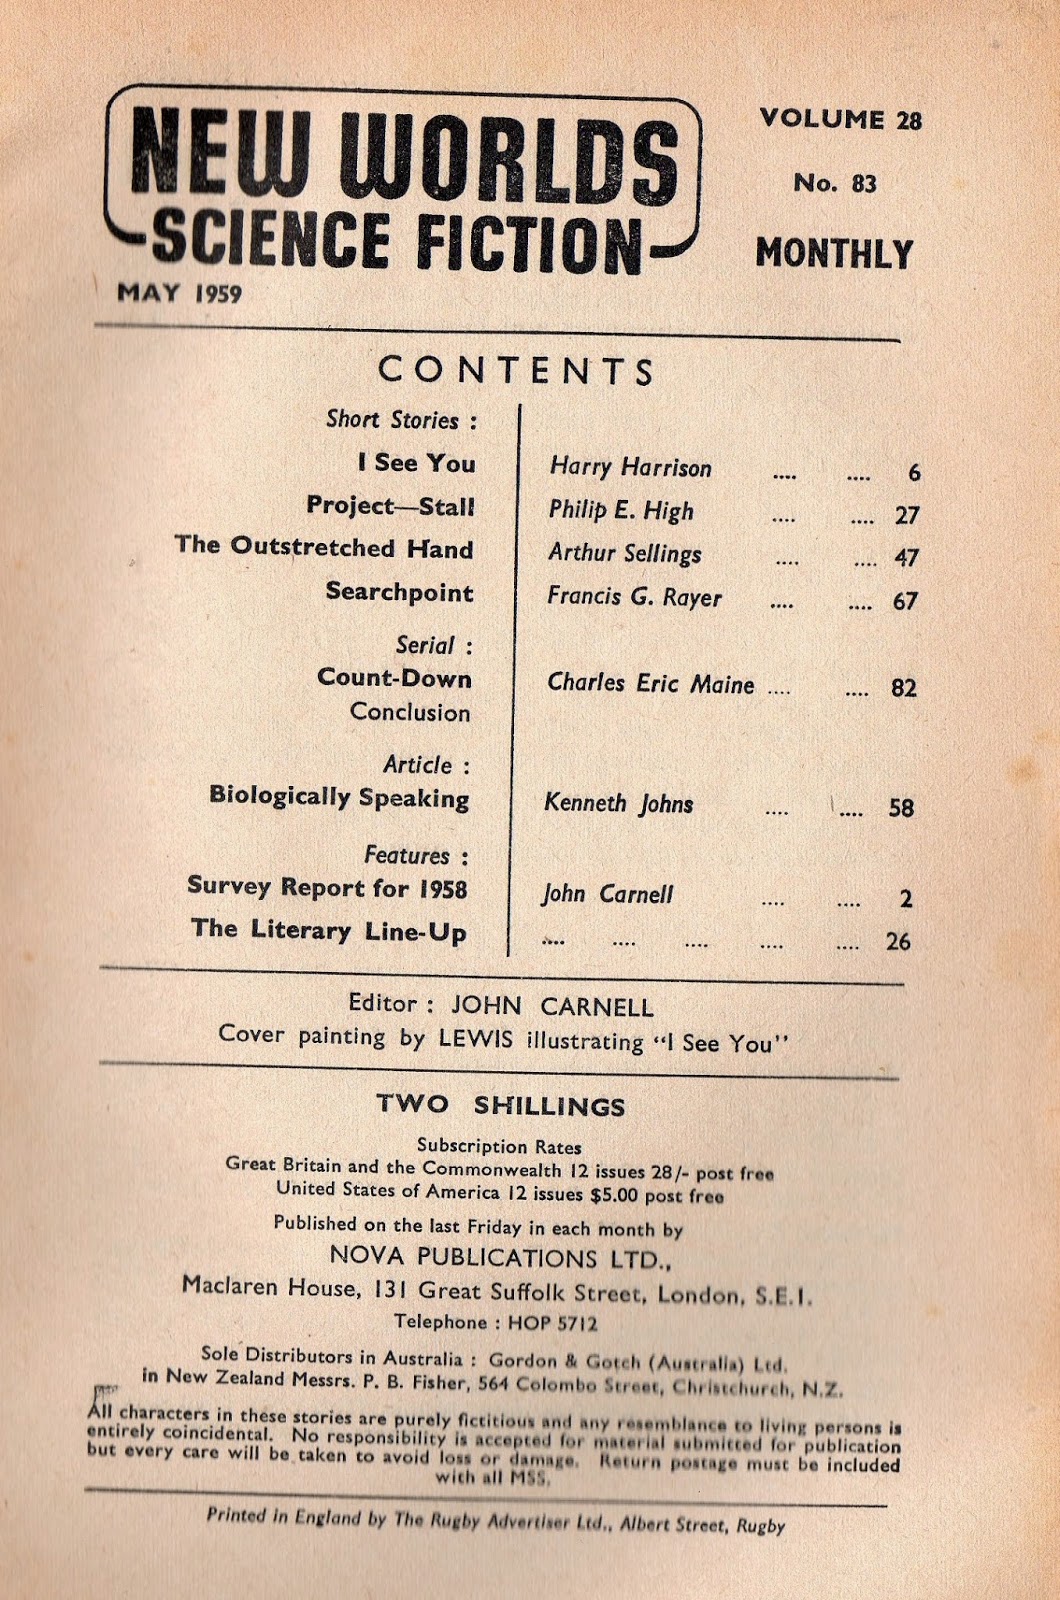 NEW WORLDS
SCIENCE FICTION
MAY 1959
VOLUME 28
No. 83
MONTHLY
CONTENTS
Short Stories :
I See You Harry Harrison .... .... 6
Project—Stall Philip E. High .... .... 27
The Outstretched Hand Arthur Sellings .... .... 47
Searchpoint Francis G. Rayer .... .... 67
Serial :
Count-Down Charles Eric Maine .... .... 82
Conclusion
Article :
Biologically Speaking Kenneth Johns .... .... 58
Features :
Survey Report for 1958 John Carnell .... .... 2
The Literary Line-Up .... .... .... .... .... 26
Editor : JOHN CARNELL
Cover painting by LEWIS illustrating “I See You”
TWO SHILLINGS
Subscription Rates
Great Britain and the Commonwealth 12 issues 28/- post free
United States of America 12 issues $5.00 post free
Published on the last Friday in each month by
NOVA PUBLICATIONS LTD.,
Maclaren House, 131 Great Suffolk Street, London, S.E.1.
Telephone : HOP 5712
Sole Distributors in Australia : Gordon & Gotch (Australia) Ltd.
in New Zealand Messrs. P. B. Fisher, 564 Colombo Street, Christchurch, N.Z.
All characters in these stories are purely fictitious and any resemblance to living persons is
entirely coincidental. No responsibility is accepted for material submitted for publication
but every care will be taken to avoid loss or damage. Return postage must be included
with all MSS.
Printed in England by The Rugby Advertiser Ltd., Albert Street, Rugby